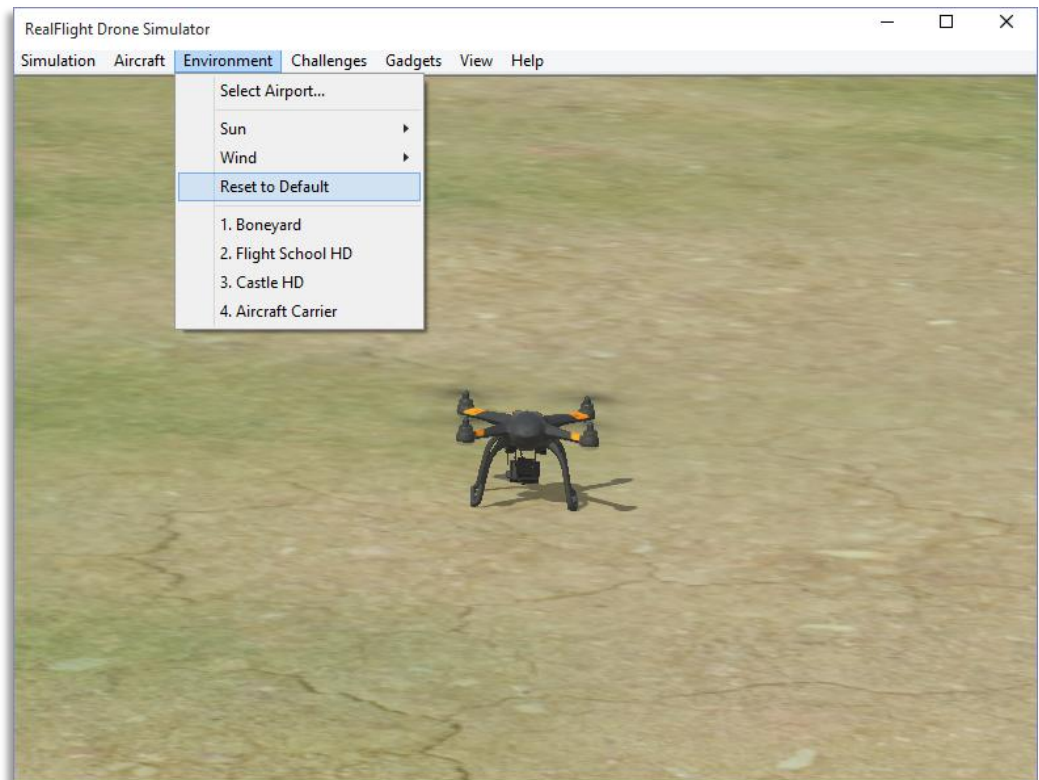 RealFlight Drone Simulator
Simulation Aircraft Environment Challenges Gadgets View Help
Select Airport...
Sun
Wind
Reset to Default
1. Boneyard
2. Flight School HD
3. Castle HD
4. Aircraft Carrier